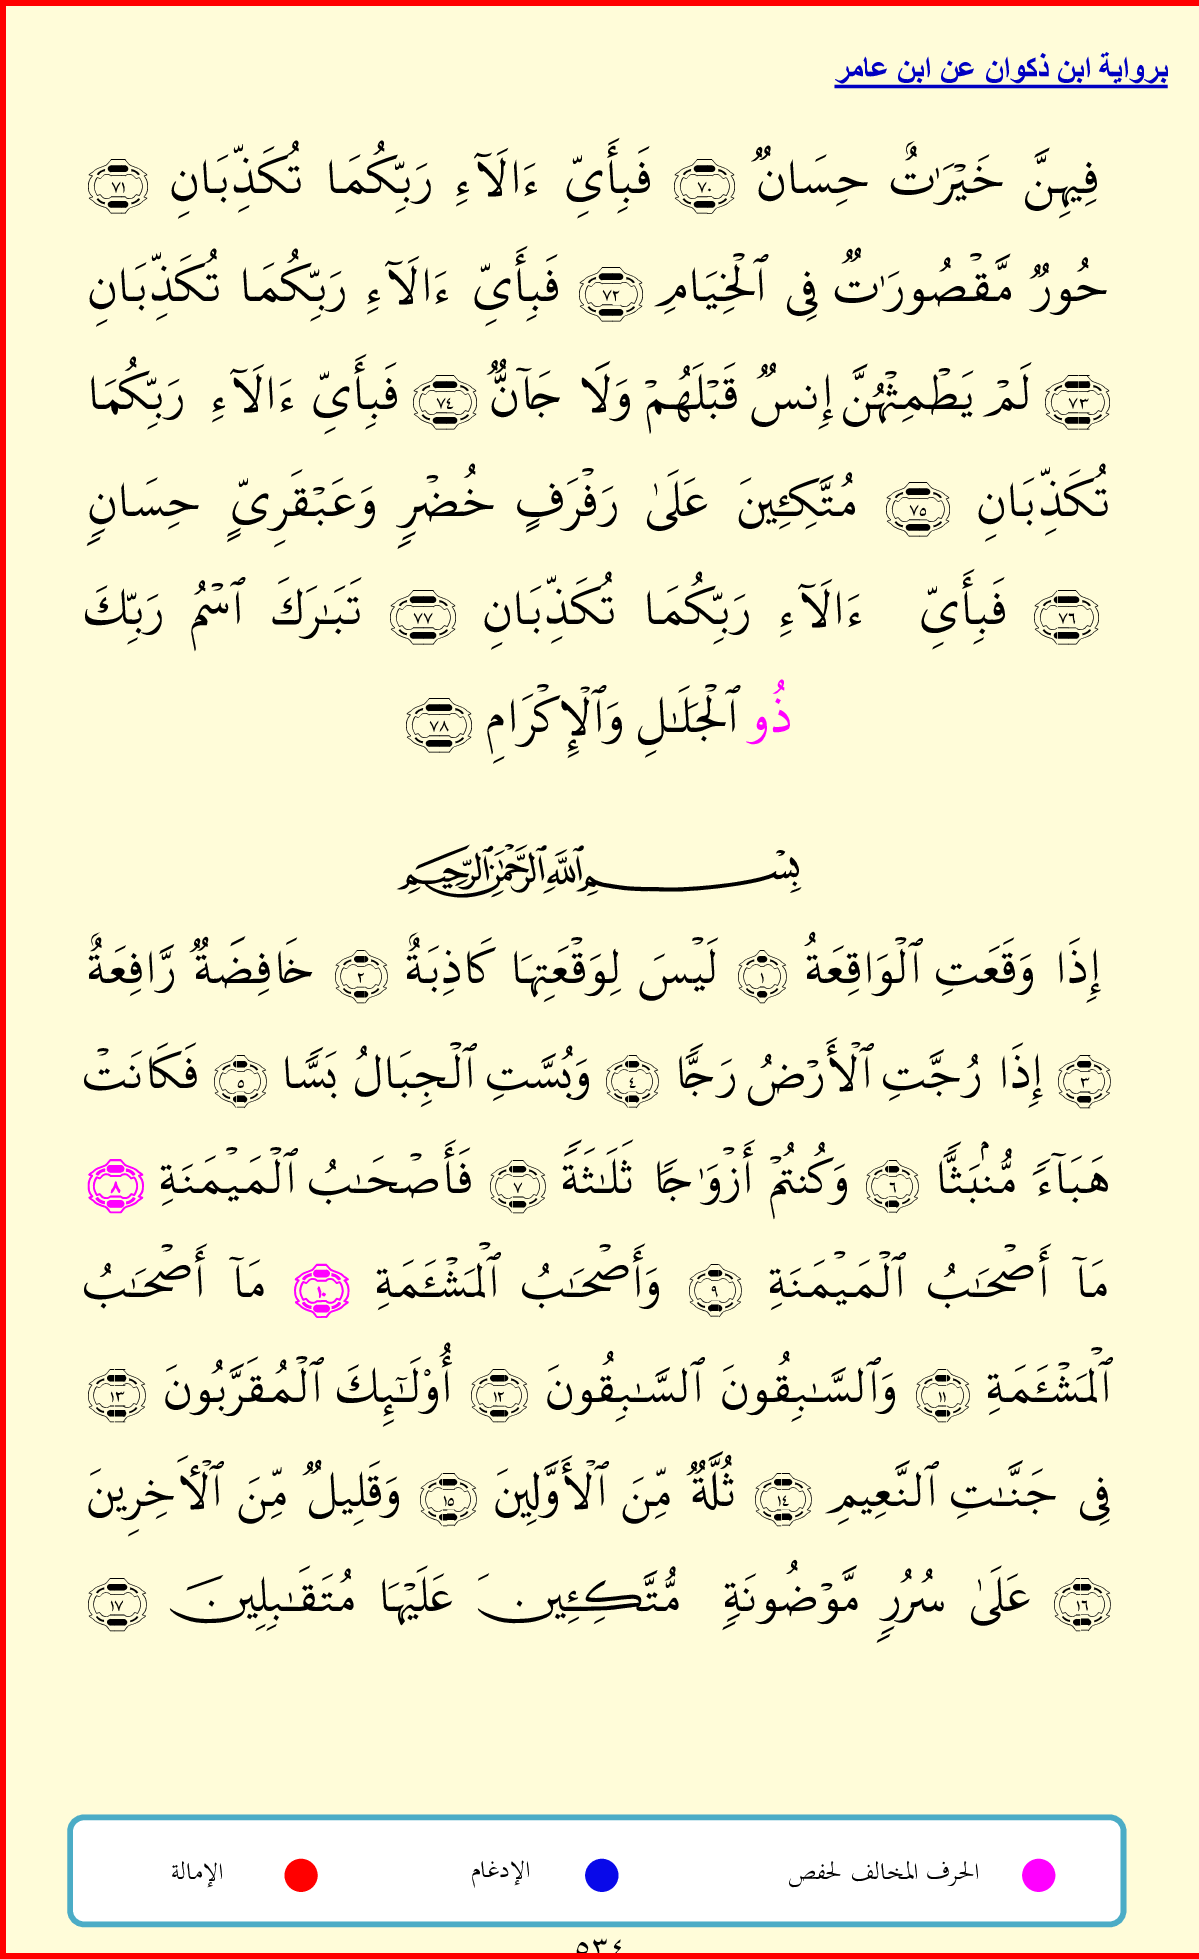 برواية ابن ذكوان عن ابن عامر
فِيهِنَّ خَيْرَٰتٌ حِسَانٌ ٧٠ فَبِأَىِّ ءَالَآءِ رَبِّكُمَا تُكَذِّبَانِ ٧١
حُورٌ مَّقْصُورَٰتٌ فِى ٱلْخِيَامِ ٧٢ فَبِأَىِّ ءَالَآءِ رَبِّكُمَا تُكَذِّبَانِ
٧٣ لَمْ يَطْمِثْهُنَّ إِنسٌ قَبْلَهُمْ وَلَا جَآنٌّ ٧٤ فَبِأَىِّ ءَالَآءِ رَبِّكُمَا
تُكَذِّبَانِ ٧٥ مُتَّكِـِٔينَ عَلَىٰ رَفْرَفٍ خُضْرٍ وَعَبْقَرِىٍّ حِسَانٍ
٧٦ فَبِأَىِّ ءَالَآءِ رَبِّكُمَا تُكَذِّبَانِ ٧٧ تَبَـٰرَكَ ٱسْمُ رَبِّكَ
ذُو ٱلْجَلَـٰلِ وَٱلْإِكْرَامِ ٧٨
بِسْمِ ٱللَّهِ ٱلرَّحْمَـٰنِ ٱلرَّحِيمِ
إِذَا وَقَعَتِ ٱلْوَاقِعَةُ ١ لَيْسَ لِوَقْعَتِهَا كَاذِبَةٌ ٢ خَافِضَةٌ رَّافِعَةٌ
٣ إِذَا رُجَّتِ ٱلْأَرْضُ رَجًّا ٤ وَبُسَّتِ ٱلْجِبَالُ بَسًّا ٥ فَكَانَتْ
هَبَآءً مُّنۢبَثًّا ٦ وَكُنتُمْ أَزْوَٰجًا ثَلَـٰثَةً ٧ فَأَصْحَـٰبُ ٱلْمَيْمَنَةِ ٨
مَآ أَصْحَـٰبُ ٱلْمَيْمَنَةِ ٩ وَأَصْحَـٰبُ ٱلْمَشْـَٔمَةِ ١٠ مَآ أَصْحَـٰبُ
ٱلْمَشْـَٔمَةِ ١١ وَٱلسَّـٰبِقُونَ ٱلسَّـٰبِقُونَ ١٢ أُو۟لَـٰٓئِكَ ٱلْمُقَرَّبُونَ ١٣
فِى جَنَّـٰتِ ٱلنَّعِيمِ ١٤ ثُلَّةٌ مِّنَ ٱلْأَوَّلِينَ ١٥ وَقَلِيلٌ مِّنَ ٱلْـَٔاخِرِينَ
١٦ عَلَىٰ سُرُرٍ مَّوْضُونَةٍ مُّتَّكِـِٔينَ عَلَيْهَا مُتَقَـٰبِلِينَ ١٧
الحرف المخالف لحفص الإدغام الإمالة
٥٣٤